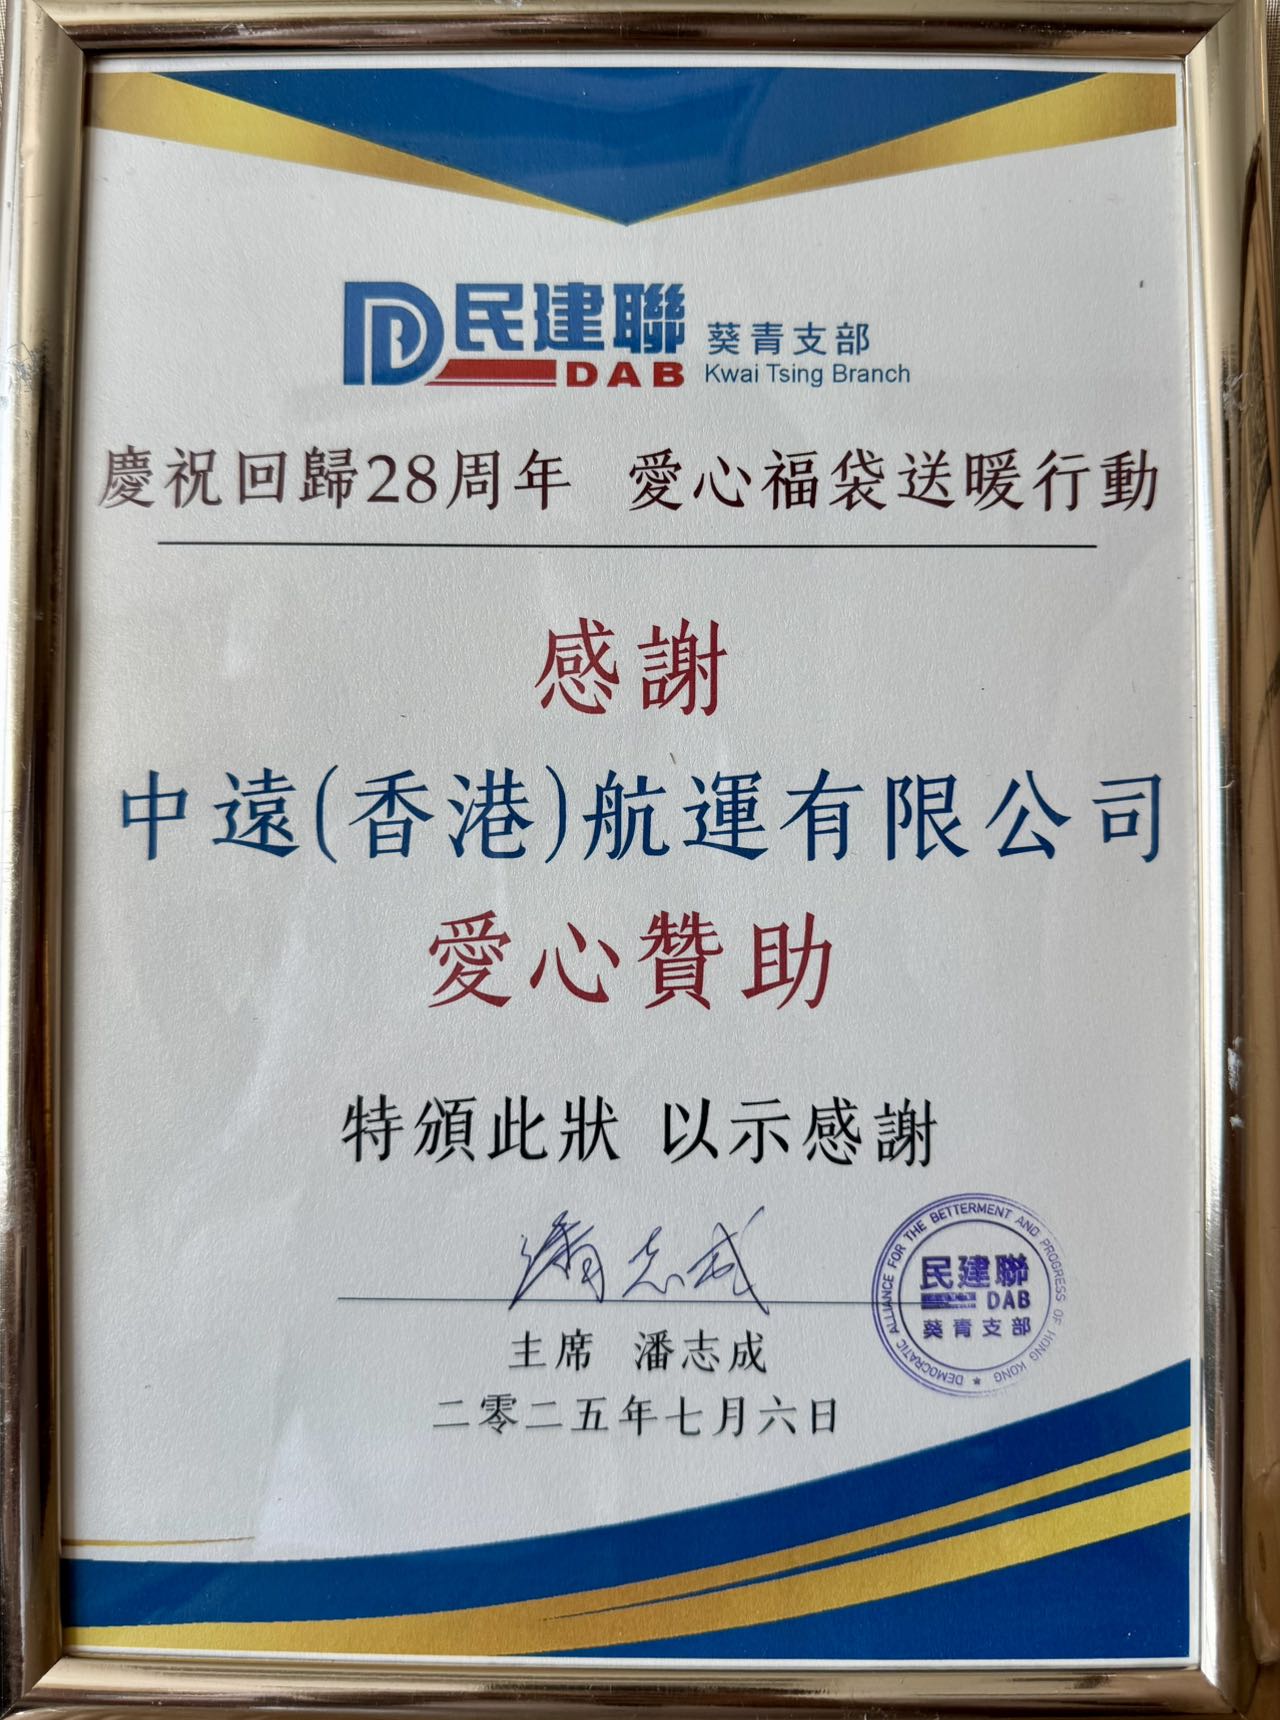 民建聯
DAB
葵青支部
Kwai Tsing Branch
慶祝回歸28周年 愛心福袋送暖行動
感謝
中遠(香港)航運有限公司
愛心贊助
特頒此狀 以示感謝
潘志成
主席 潘志成
二零二五年七月六日
DEMOCRATIC ALLIANCE FOR THE BETTERMENT AND PROGRESS OF HONG KONG
民建聯
DAB
葵青支部